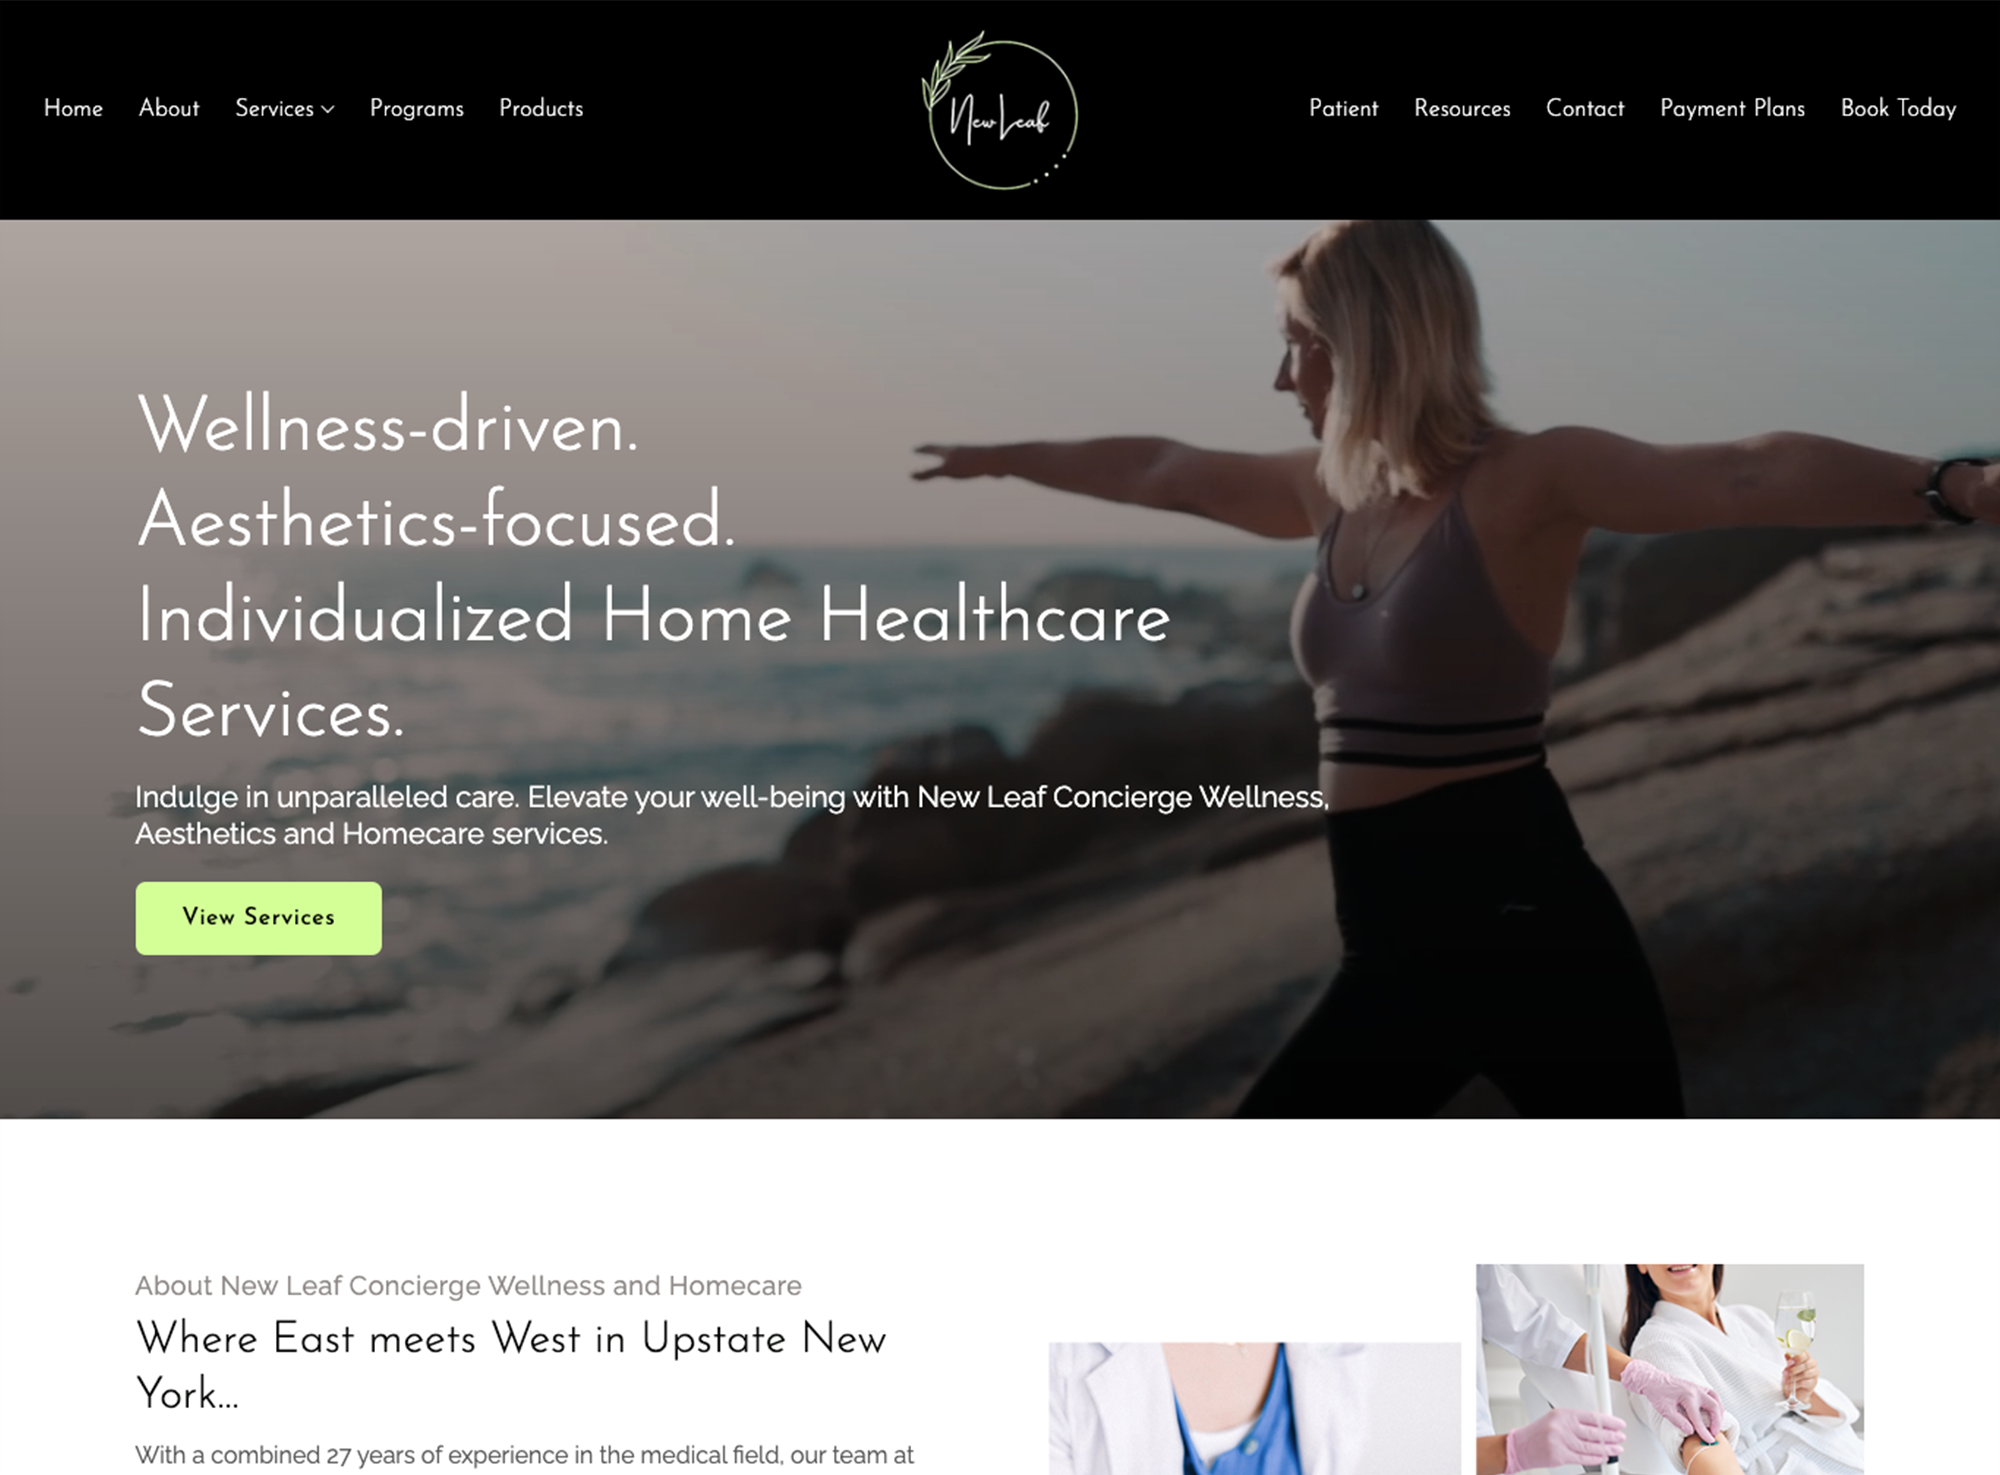 Home About Services Programs Products
New Leaf
Patient Resources Contact Payment Plans Book Today
Wellness-driven.
Aesthetics-focused.
Individualized Home Healthcare
Services.
Indulge in unparalleled care. Elevate your well-being with New Leaf Concierge Wellness,
Aesthetics and Homecare services.
View Services
About New Leaf Concierge Wellness and Homecare
Where East meets West in Upstate New
York...
With a combined 27 years of experience in the medical field, our team at